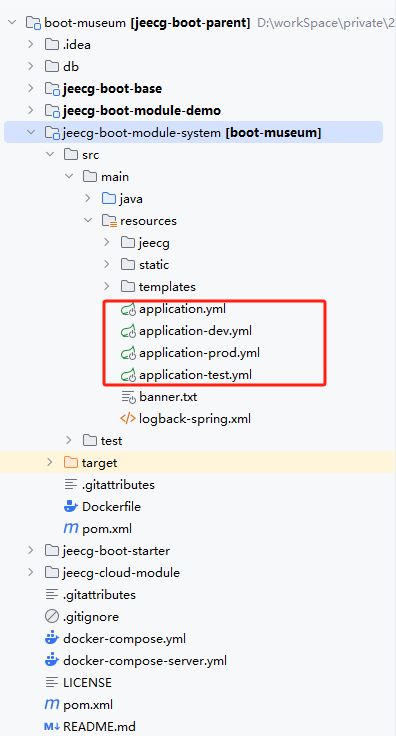 boot-museum [jeecg-boot-parent] D:\workSpace\private\2
.idea
db
jeecg-boot-base
jeecg-boot-module-demo
jeecg-boot-module-system [boot-museum]
src
main
java
resources
jeecg
static
templates
application.yml
application-dev.yml
application-prod.yml
application-test.yml
banner.txt
logback-spring.xml
test
target
.gitattributes
Dockerfile
pom.xml
jeecg-boot-starter
jeecg-cloud-module
.gitattributes
.gitignore
docker-compose.yml
docker-compose-server.yml
LICENSE
pom.xml
README.md